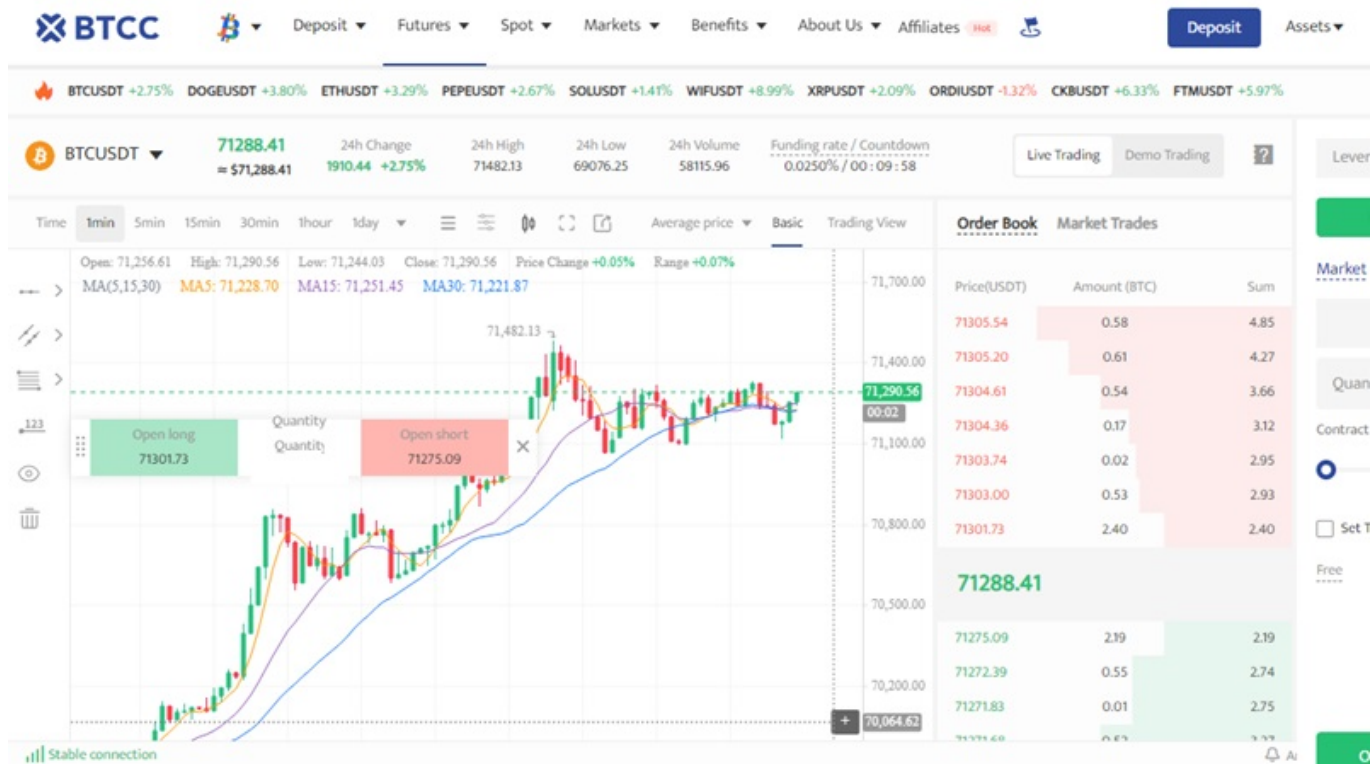 BTCC Deposit Futures Spot Markets Benefits About Us Affiliates Hot Deposit Assets
BTCUSDT +2.75% DOGEUSDT +3.80% ETHUSDT +3.29% PEPEUSDT +2.67% SOLUSDT +1.41% WIFUSDT +8.99% XRPUSDT +2.09% ORDIUSDT -1.32% CKBUSDT +6.33% FTMUSDT +5.97%
BTCUSDT
71288.41
≈ $71,288.41
24h Change
1910.44 +2.75%
24h High
71482.13
24h Low
69076.25
24h Volume
58115.96
Funding rate / Countdown
0.0250% / 00 : 09 : 58
Live Trading Demo Trading
?
Lever
Time 1min 5min 15min 30min 1hour 1day Average price Basic Trading View
Open: 71,256.61 High: 71,290.56 Low: 71,244.03 Close: 71,290.56 Price Change +0.05% Range +0.07%
MA(5,15,30) MA5: 71,228.70 MA15: 71,251.45 MA30: 71,221.87
71,482.13
123
Open long
71301.73
Quantity
Quantity
Open short
71275.09
71,700.00
71,400.00
71,290.56
00:02
71,100.00
70,800.00
70,500.00
70,200.00
+ 70,064.62
Order Book Market Trades
Price(USDT) Amount (BTC) Sum
71305.54 0.58 4.85
71305.20 0.61 4.27
71304.61 0.54 3.66
71304.36 0.17 3.12
71303.74 0.02 2.95
71303.00 0.53 2.93
71301.73 2.40 2.40
71288.41
71275.09 2.19 2.19
71272.39 0.55 2.74
71271.83 0.01 2.75
Market
Quan
Contract
Set T
Free
Stable connection